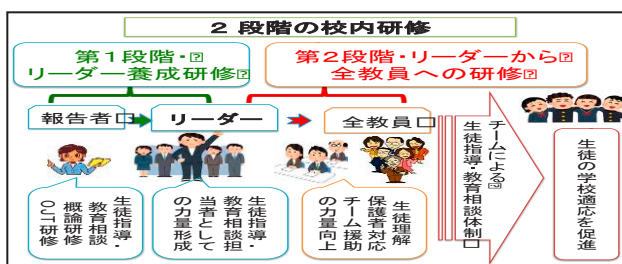 2 段階の校内研修
第1段階・
リーダー養成研修
第2段階・リーダーから
全教員への研修
報告者
リーダー
全教員
生徒指導・
教育相談
概論研修
OJT研修
生徒指導・
教育相談担
当者として
の力量形成
生徒理解
保護者対応
チーム援助
の力量向上
チームによる
生徒指導・教育相談体制
生徒の学校適応を促進